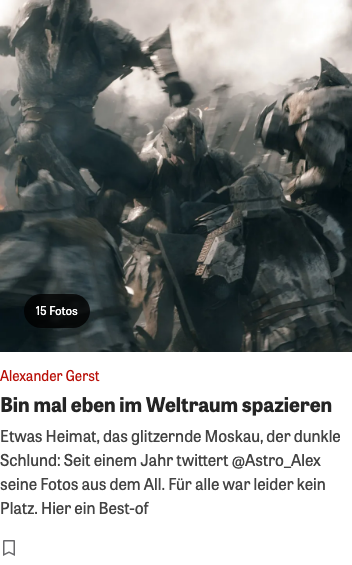 15 Fotos
Alexander Gerst
Bin mal eben im Weltraum spazieren
Etwas Heimat, das glitzernde Moskau, der dunkle
Schlund: Seit einem Jahr twittert @Astro_Alex
seine Fotos aus dem All. Für alle war leider kein
Platz. Hier ein Best-of